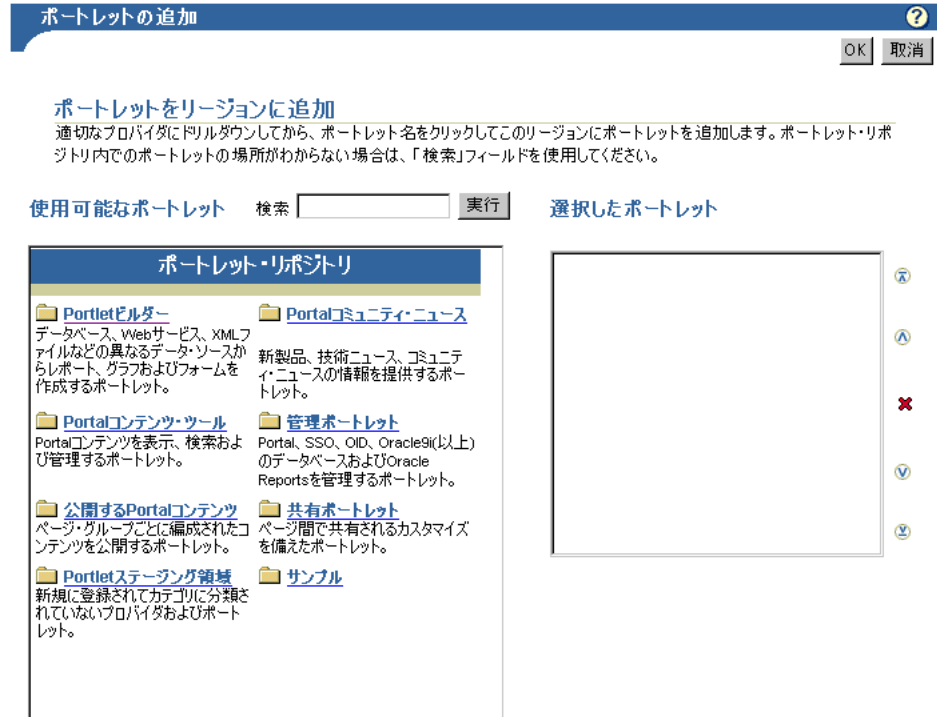 ポートレットの追加
?
OK 取消
ポートレットをリージョンに追加
適切なプロバイダにドリルダウンしてから、ポートレット名をクリックしてこのリージョンにポートレットを追加します。ポートレット・リポ
ジトリ内でのポートレットの場所がわからない場合は、「検索」フィールドを使用してください。
使用可能なポートレット 検索 実行
選択したポートレット
ポートレット・リポジトリ
Portletビルダー
データベース、Webサービス、XMLフ
ァイルなどの異なるデータ・ソースか
らレポート、グラフおよびフォームを
作成するポートレット。
Portalコミュニティ・ニュース
新製品、技術ニュース、コミュニテ
ィ・ニュースの情報を提供するポー
トレット。
Portalコンテンツ・ツール
Portalコンテンツを表示、検索およ
び管理するポートレット。
管理ポートレット
Portal、SSO、OID、Oracle9i(以上)
のデータベースおよびOracle
Reportsを管理するポートレット。
公開するPortalコンテンツ
ページ・グループごとに編成されたコ
ンテンツを公開するポートレット。
共有ポートレット
ページ間で共有されるカスタマイズ
を備えたポートレット。
Portletステージング領域
新規に登録されてカテゴリに分類さ
れていないプロバイダおよびポート
レット。
サンプル